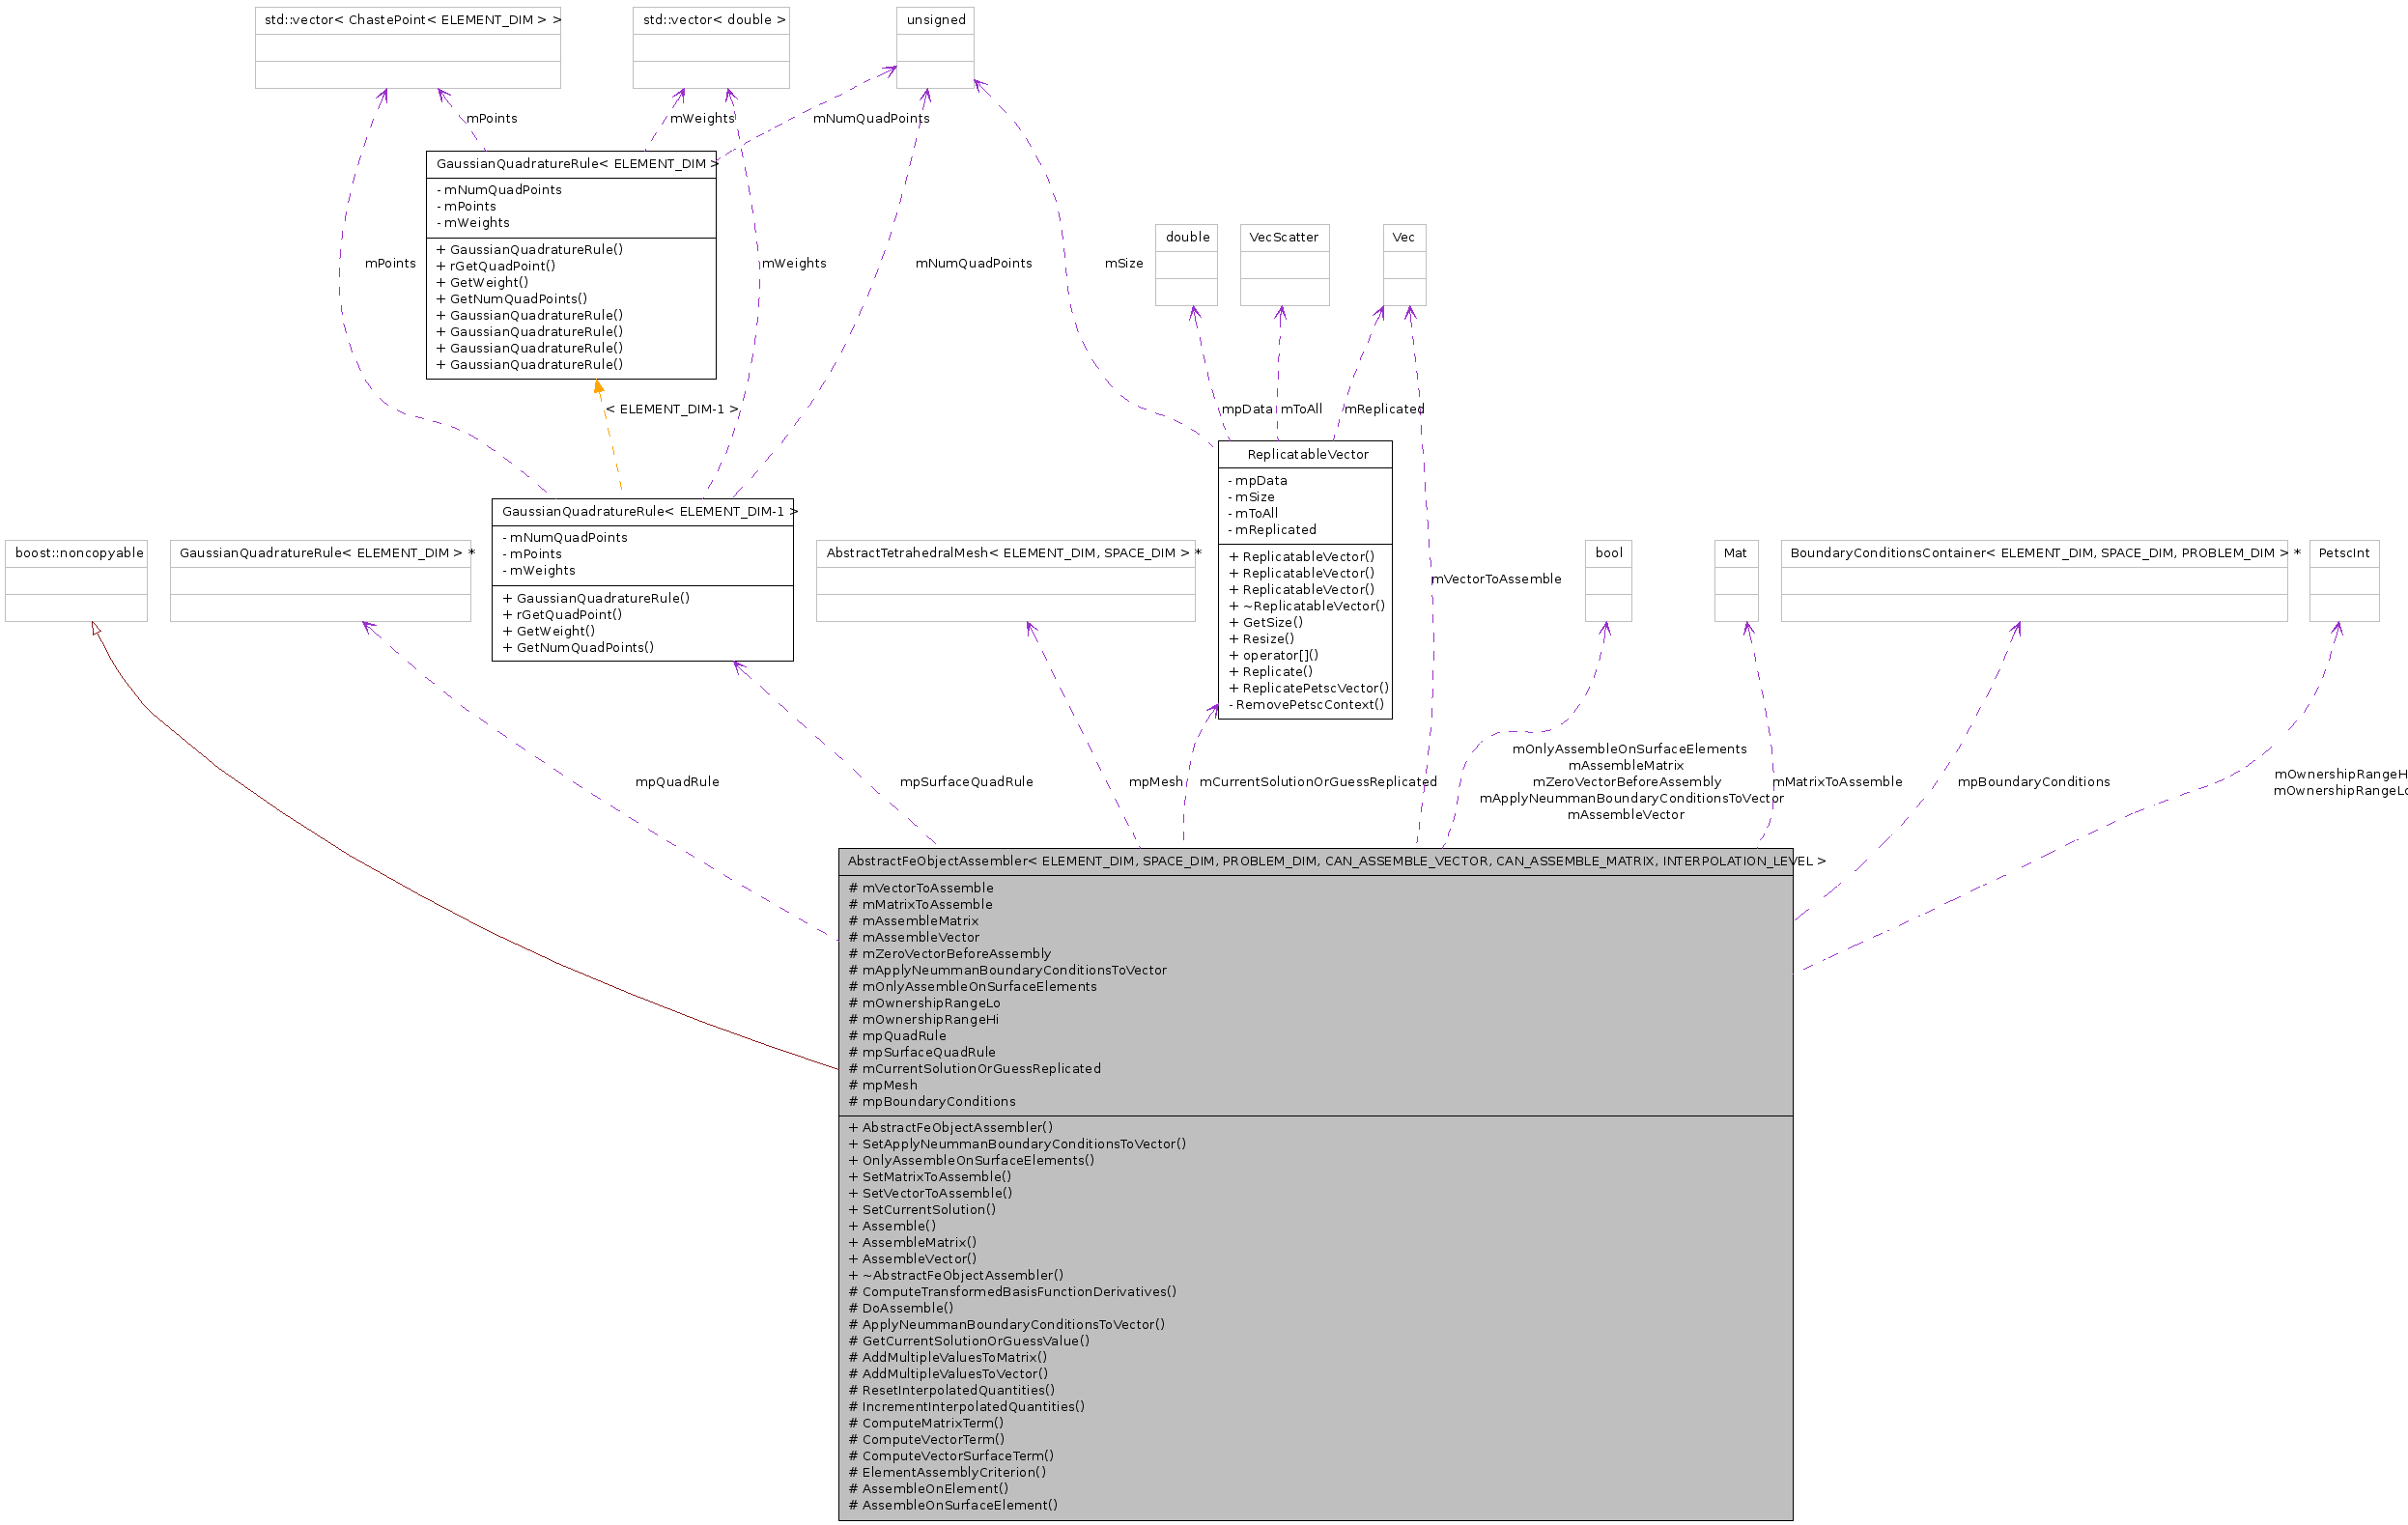 std::vector< ChastePoint< ELEMENT_DIM > >
std::vector< double >
unsigned
mPoints
mWeights
mNumQuadPoints
GaussianQuadratureRule< ELEMENT_DIM >
- mNumQuadPoints
- mPoints
- mWeights
+ GaussianQuadratureRule()
+ rGetQuadPoint()
+ GetWeight()
+ GetNumQuadPoints()
+ GaussianQuadratureRule()
+ GaussianQuadratureRule()
+ GaussianQuadratureRule()
+ GaussianQuadratureRule()
mPoints
mWeights
mNumQuadPoints
mSize
double
VecScatter
Vec
< ELEMENT_DIM-1 >
mpData
mToAll
mReplicated
ReplicatableVector
- mpData
- mSize
- mToAll
- mReplicated
+ ReplicatableVector()
+ ReplicatableVector()
+ ReplicatableVector()
+ ~ReplicatableVector()
+ GetSize()
+ Resize()
+ operator[]()
+ Replicate()
+ ReplicatePetscVector()
- RemovePetscContext()
GaussianQuadratureRule< ELEMENT_DIM-1 >
- mNumQuadPoints
- mPoints
- mWeights
+ GaussianQuadratureRule()
+ rGetQuadPoint()
+ GetWeight()
+ GetNumQuadPoints()
boost::noncopyable
GaussianQuadratureRule< ELEMENT_DIM > *
AbstractTetrahedralMesh< ELEMENT_DIM, SPACE_DIM > *
mVectorToAssemble
bool
Mat
BoundaryConditionsContainer< ELEMENT_DIM, SPACE_DIM, PROBLEM_DIM > *
PetscInt
mpQuadRule
mpSurfaceQuadRule
mpMesh
mCurrentSolutionOrGuessReplicated
mOnlyAssembleOnSurfaceElements
mAssembleMatrix
mZeroVectorBeforeAssembly
mApplyNeummanBoundaryConditionsToVector
mAssembleVector
mMatrixToAssemble
mpBoundaryConditions
mOwnershipRangeH
mOwnershipRangeLo
AbstractFeObjectAssembler< ELEMENT_DIM, SPACE_DIM, PROBLEM_DIM, CAN_ASSEMBLE_VECTOR, CAN_ASSEMBLE_MATRIX, INTERPOLATION_LEVEL >
# mVectorToAssemble
# mMatrixToAssemble
# mAssembleMatrix
# mAssembleVector
# mZeroVectorBeforeAssembly
# mApplyNeummanBoundaryConditionsToVector
# mOnlyAssembleOnSurfaceElements
# mOwnershipRangeLo
# mOwnershipRangeHi
# mpQuadRule
# mpSurfaceQuadRule
# mCurrentSolutionOrGuessReplicated
# mpMesh
# mpBoundaryConditions
+ AbstractFeObjectAssembler()
+ SetApplyNeummanBoundaryConditionsToVector()
+ OnlyAssembleOnSurfaceElements()
+ SetMatrixToAssemble()
+ SetVectorToAssemble()
+ SetCurrentSolution()
+ Assemble()
+ AssembleMatrix()
+ AssembleVector()
+ ~AbstractFeObjectAssembler()
# ComputeTransformedBasisFunctionDerivatives()
# DoAssemble()
# ApplyNeummanBoundaryConditionsToVector()
# GetCurrentSolutionOrGuessValue()
# AddMultipleValuesToMatrix()
# AddMultipleValuesToVector()
# ResetInterpolatedQuantities()
# IncrementInterpolatedQuantities()
# ComputeMatrixTerm()
# ComputeVectorTerm()
# ComputeVectorSurfaceTerm()
# ElementAssemblyCriterion()
# AssembleOnElement()
# AssembleOnSurfaceElement()